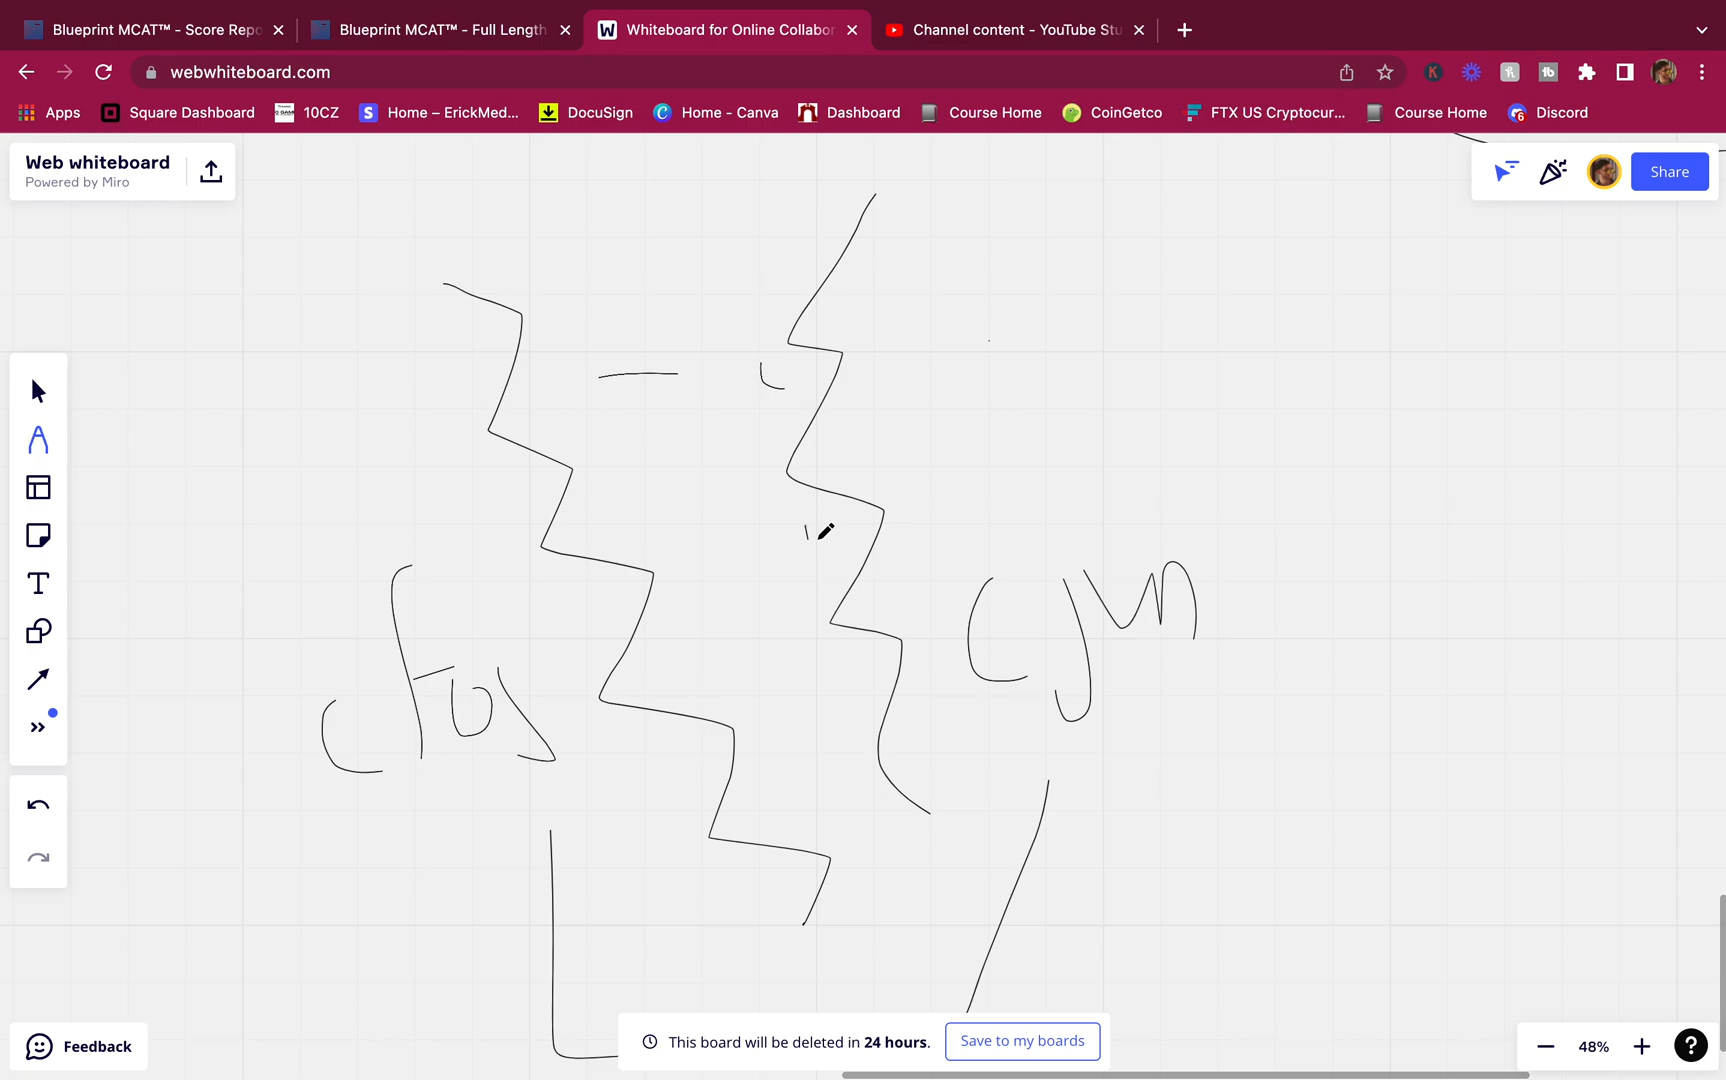 Blueprint MCAT™ - Score Repo
Blueprint MCAT™ - Full Length
Whiteboard for Online Collabor
Channel content - YouTube Stu
webwhiteboard.com
Apps
Square Dashboard
10CZ
Home – ErickMed...
DocuSign
Home - Canva
Dashboard
Course Home
CoinGetco
FTX US Cryptocur...
Course Home
Discord
Web whiteboard
Powered by Miro
Share
This board will be deleted in 24 hours.
Save to my boards
Feedback
48%